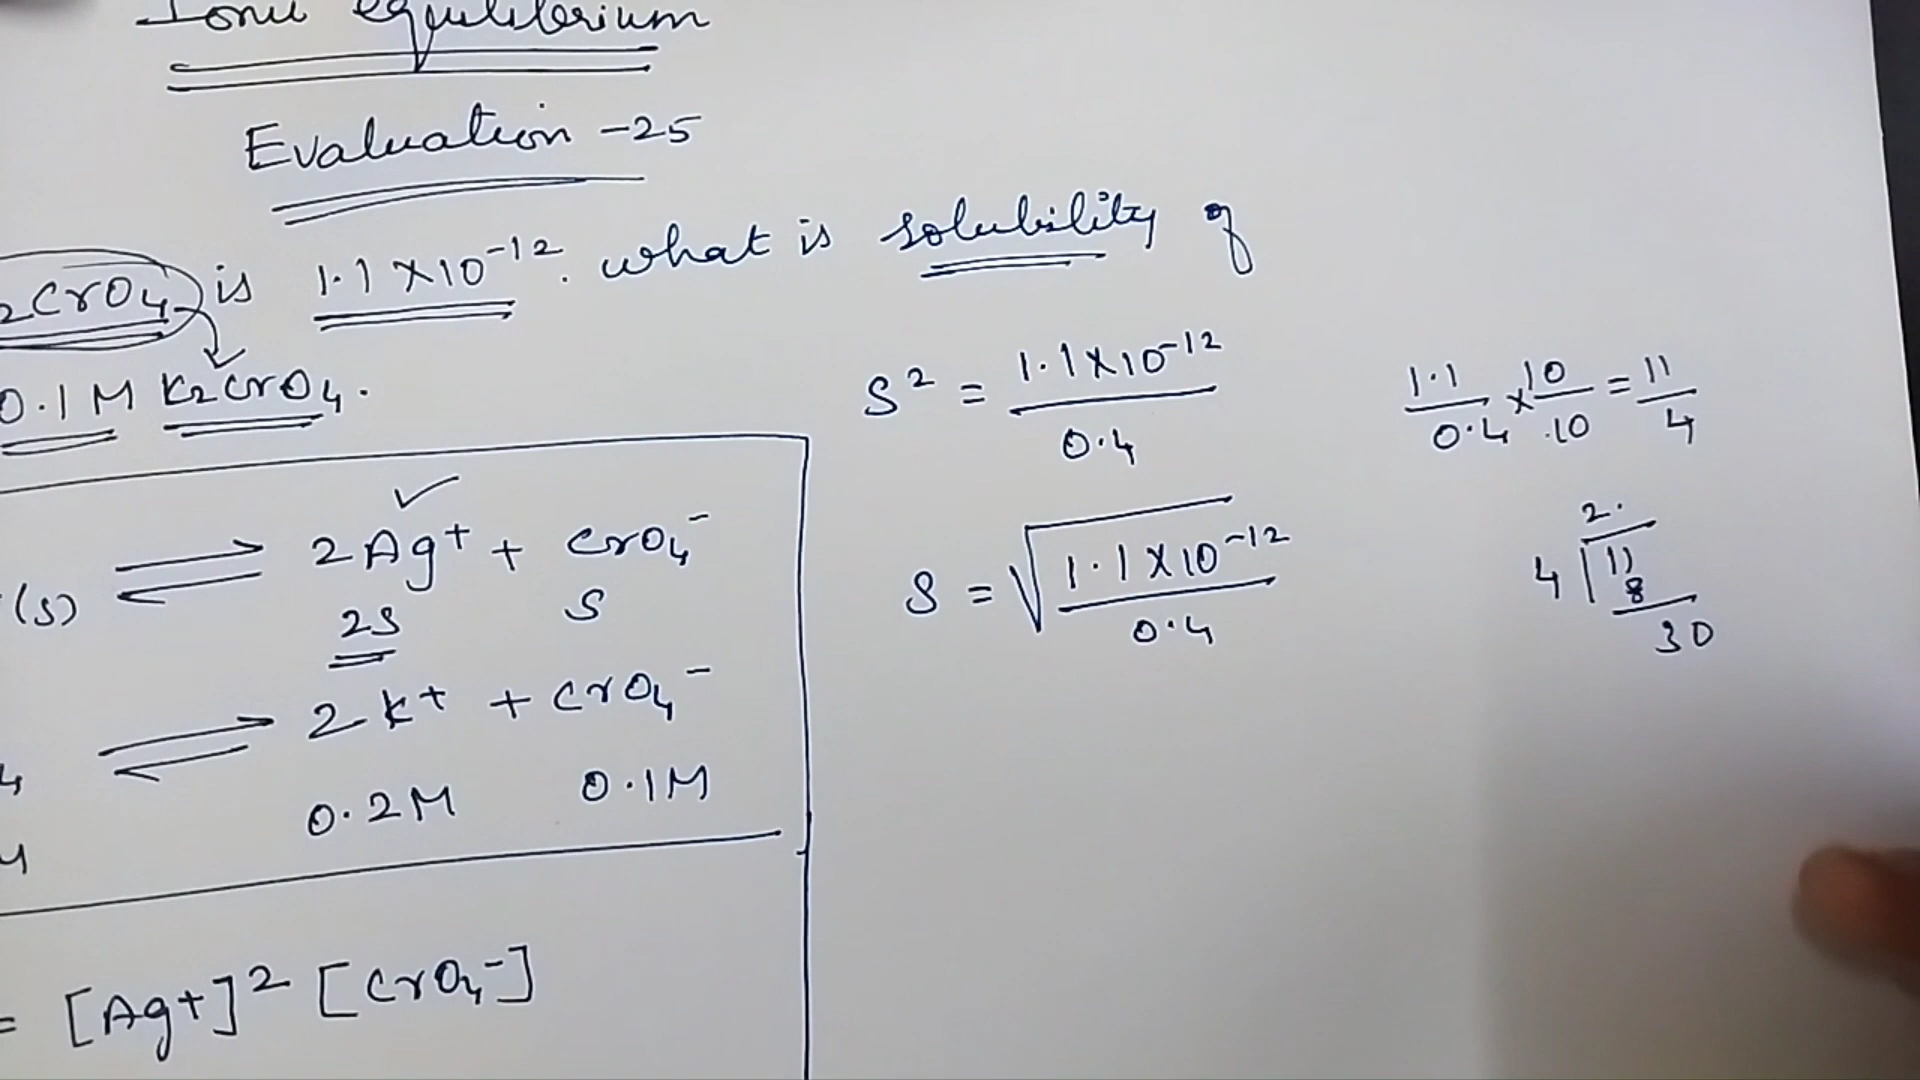 Ionic equilibrium
Evaluation - 25
2CrO4 is 1.1 × 10^-12. what is solubility of
0.1 M K2CrO4.
(s) ⇌ 2Ag+ + CrO4^-
2S S
4 ⇌ 2K+ + CrO4^-
0.2M 0.1M
M
= [Ag+]^2 [CrO4^-]
S^2 = 1.1 × 10^-12 / 0.4
S = √(1.1 × 10^-12 / 0.4)
1.1 / 0.4 × 10 / 10 = 11 / 4
2.
4 11
8
30